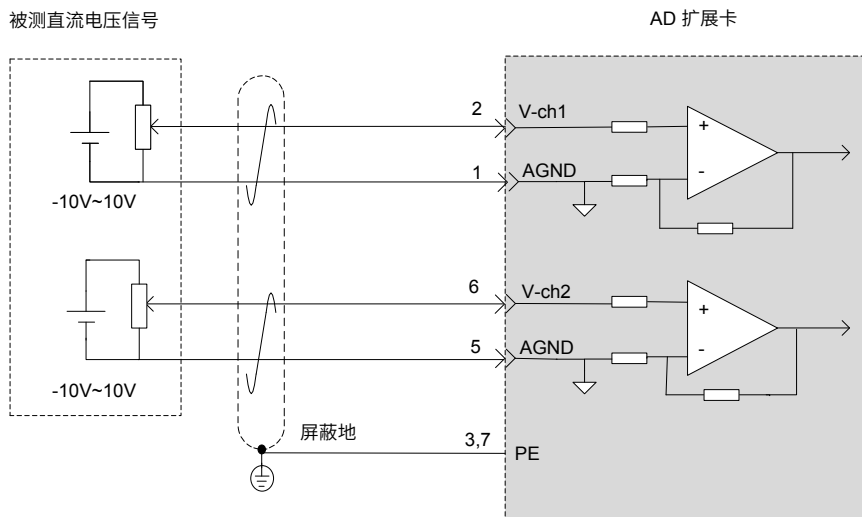 被测直流电压信号
AD 扩展卡
2
V-ch1
+
1
AGND
-
-10V~10V
6
V-ch2
+
5
AGND
-
-10V~10V
屏蔽地
3,7
PE